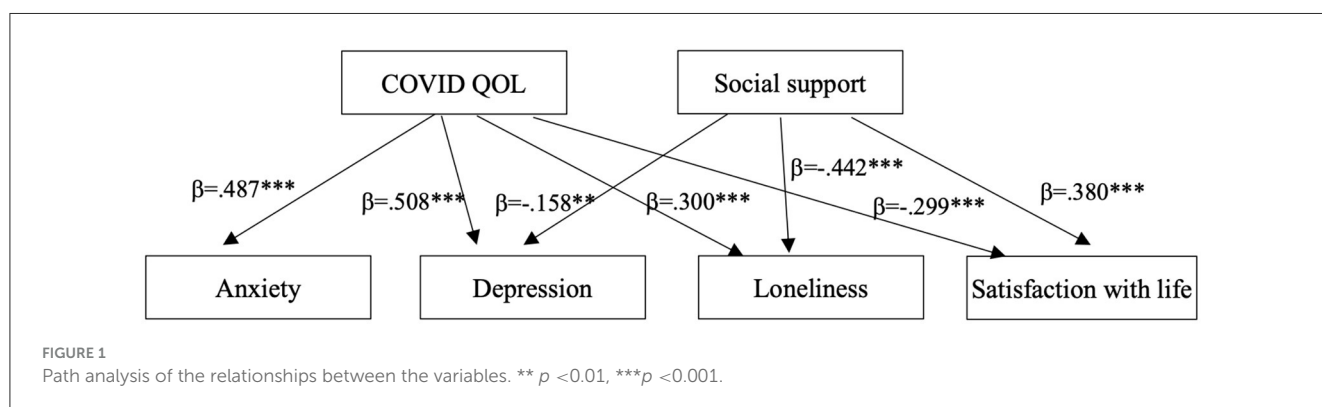 COVID QOL
Social support
β=.487***
β=.508***
β=-.158**
β=.300***
β=-.442***
β=-.299***
β=.380***
Anxiety
Depression
Loneliness
Satisfaction with life
FIGURE 1
Path analysis of the relationships between the variables. ** p <0.01, ***p <0.001.